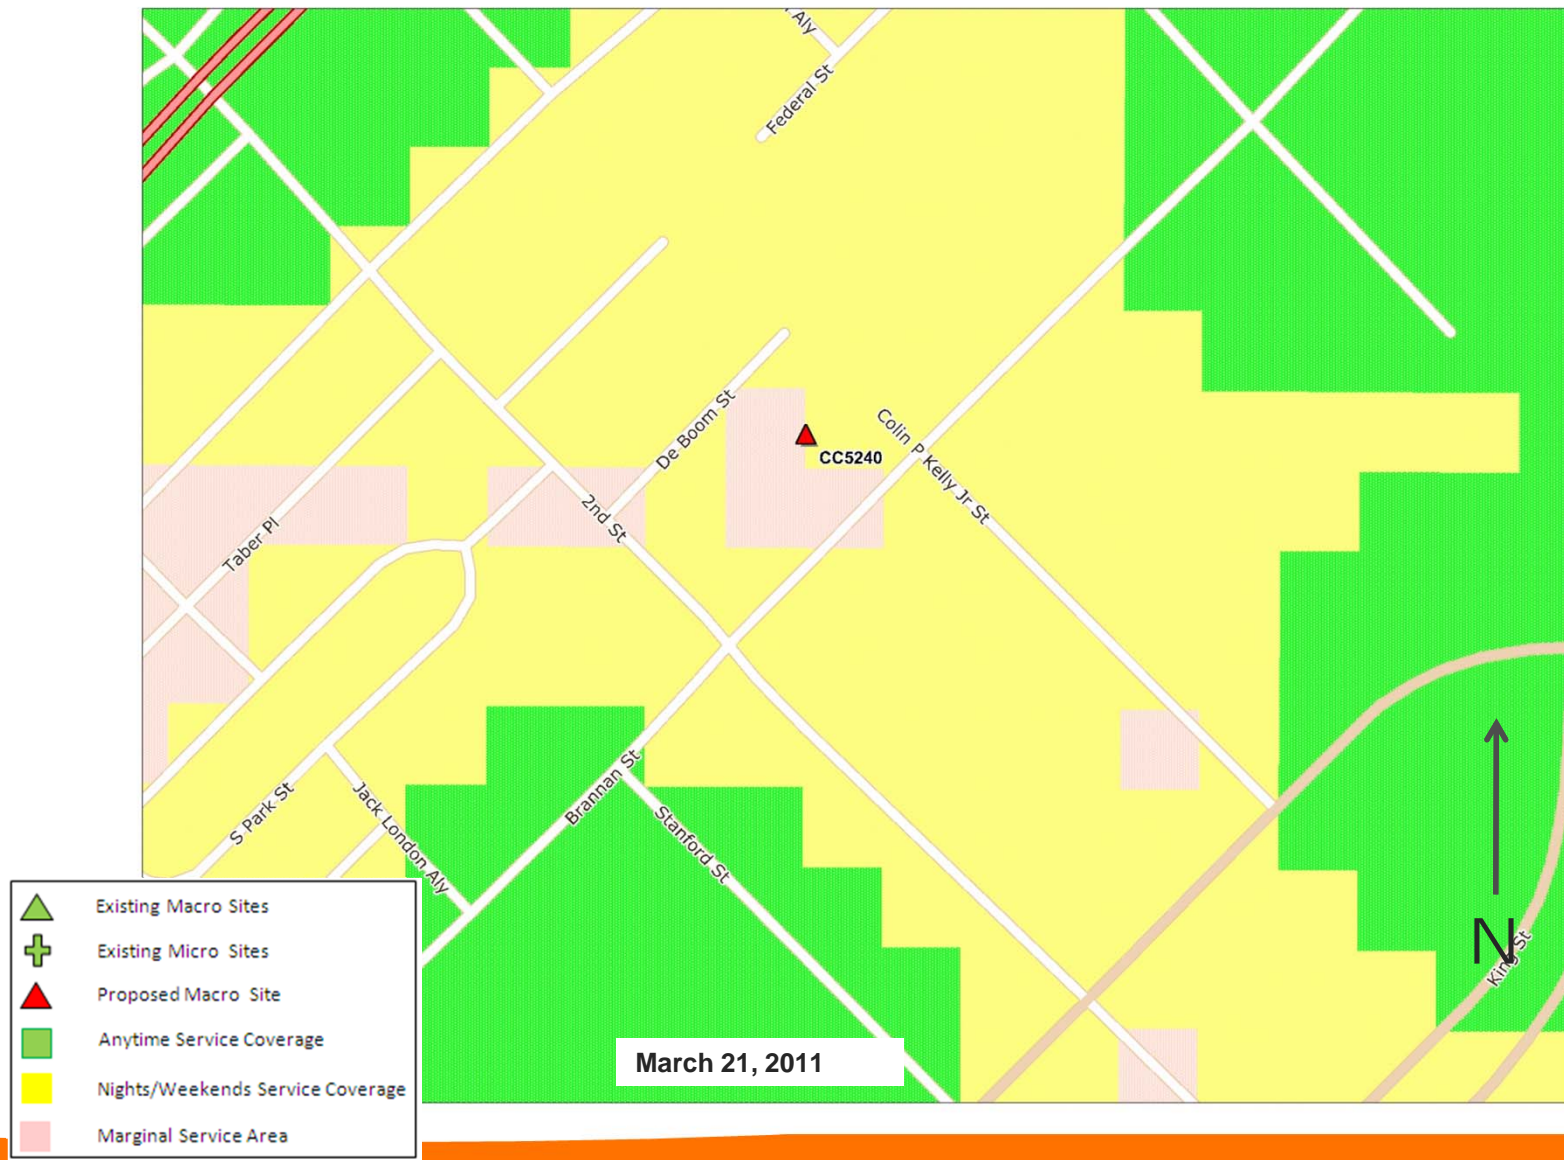 Aly
Federal St
De Boom St
Colin P Kelly Jr St
CC5240
2nd St
Taber Pl
S Park St
Jack London Aly
Brannan St
Stanford St
N
King St
Existing Macro Sites
Existing Micro Sites
Proposed Macro Site
Anytime Service Coverage
Nights/Weekends Service Coverage
Marginal Service Area
March 21, 2011